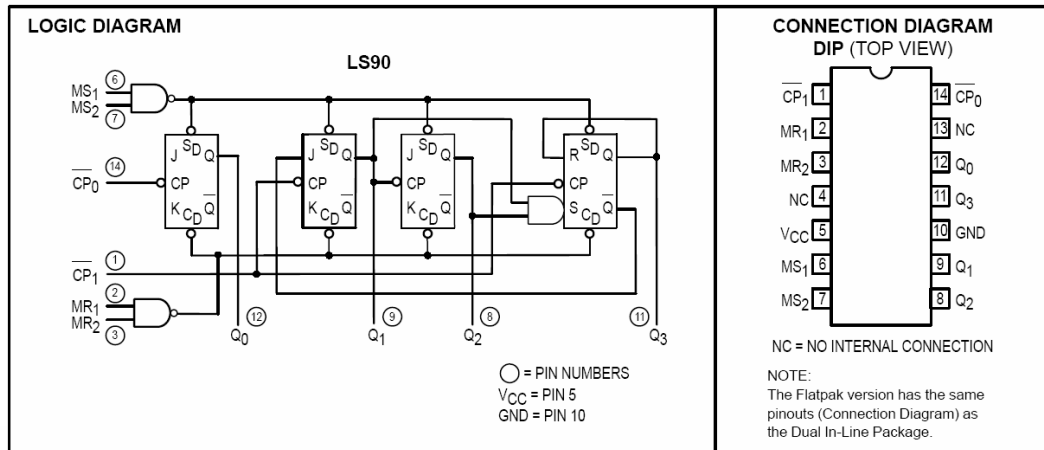 LOGIC DIAGRAM
LS90
MS1 6
MS2 7
J SD Q
CP
K CD Q
J SD Q
CP
K CD Q
J SD Q
CP
K CD Q
R SD Q
CP
S CD Q
14
CP0
1
CP1
2
MR1
MR2
3
12
Q0
9
Q1
8
Q2
11
Q3
= PIN NUMBERS
VCC = PIN 5
GND = PIN 10
CONNECTION DIAGRAM
DIP (TOP VIEW)
CP1 1 14 CP0
MR1 2 13 NC
MR2 3 12 Q0
NC 4 11 Q3
VCC 5 10 GND
MS1 6 9 Q1
MS2 7 8 Q2
NC = NO INTERNAL CONNECTION
NOTE:
The Flatpak version has the same
pinouts (Connection Diagram) as
the Dual In-Line Package.